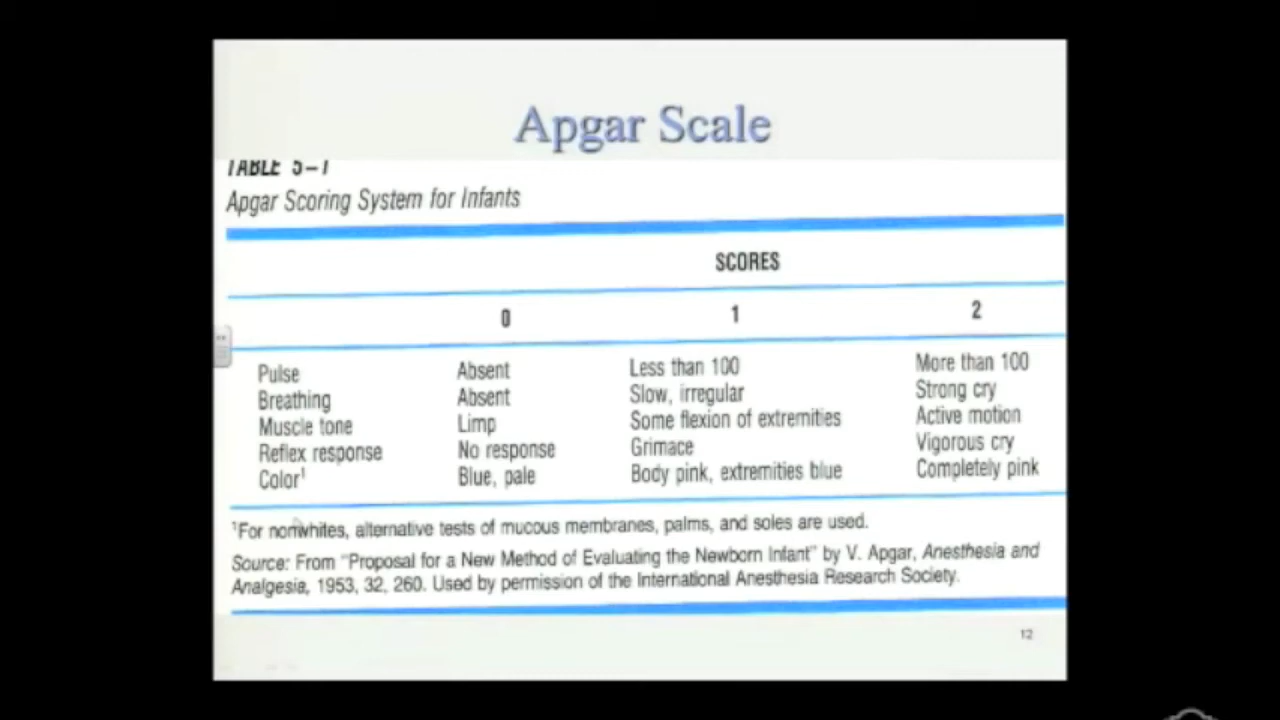 Apgar Scale
TABLE 5–1
Apgar Scoring System for Infants
SCORES
0 1 2
Pulse Absent Less than 100 More than 100
Breathing Absent Slow, irregular Strong cry
Muscle tone Limp Some flexion of extremities Active motion
Reflex response No response Grimace Vigorous cry
Color¹ Blue, pale Body pink, extremities blue Completely pink
¹For nonwhites, alternative tests of mucous membranes, palms, and soles are used.
Source: From "Proposal for a New Method of Evaluating the Newborn Infant" by V. Apgar, Anesthesia and
Analgesia, 1953, 32, 260. Used by permission of the International Anesthesia Research Society.
12